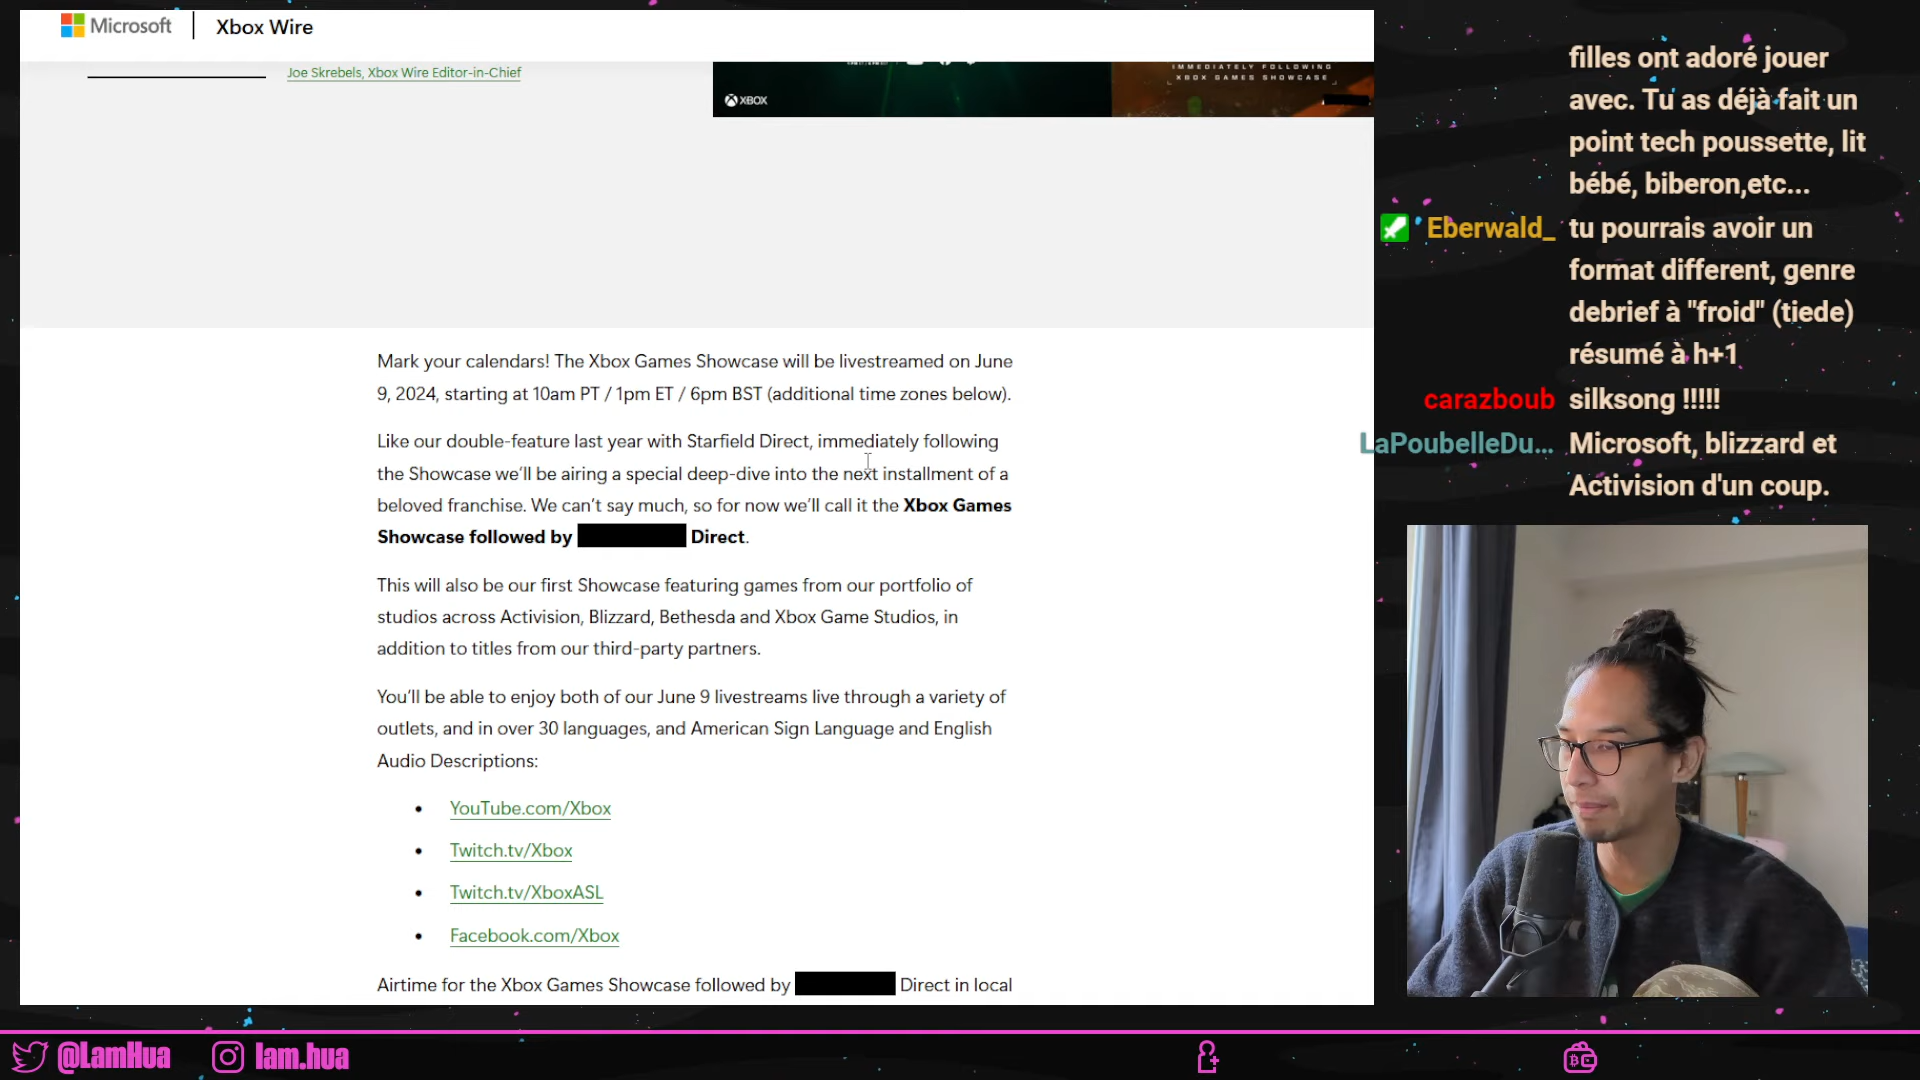 Microsoft
Xbox Wire
Joe Skrebels, Xbox Wire Editor-in-Chief
XBOX
IMMEDIATELY FOLLOWING
XBOX GAMES SHOWCASE
Mark your calendars! The Xbox Games Showcase will be livestreamed on June
9, 2024, starting at 10am PT / 1pm ET / 6pm BST (additional time zones below).
Like our double-feature last year with Starfield Direct, immediately following
the Showcase we'll be airing a special deep-dive into the next installment of a
beloved franchise. We can't say much, so for now we'll call it the Xbox Games
Showcase followed by Direct.
This will also be our first Showcase featuring games from our portfolio of
studios across Activision, Blizzard, Bethesda and Xbox Game Studios, in
addition to titles from our third-party partners.
You'll be able to enjoy both of our June 9 livestreams live through a variety of
outlets, and in over 30 languages, and American Sign Language and English
Audio Descriptions:
• YouTube.com/Xbox
• Twitch.tv/Xbox
• Twitch.tv/XboxASL
• Facebook.com/Xbox
Airtime for the Xbox Games Showcase followed by Direct in local
filles ont adoré jouer
avec. Tu as déjà fait un
point tech poussette, lit
bébé, biberon,etc...
Eberwald_ tu pourrais avoir un
format different, genre
debrief à "froid" (tiede)
résumé à h+1
carazboub silksong !!!!!
LaPoubelleDu... Microsoft, blizzard et
Activision d'un coup.
@LamHua
lam.hua